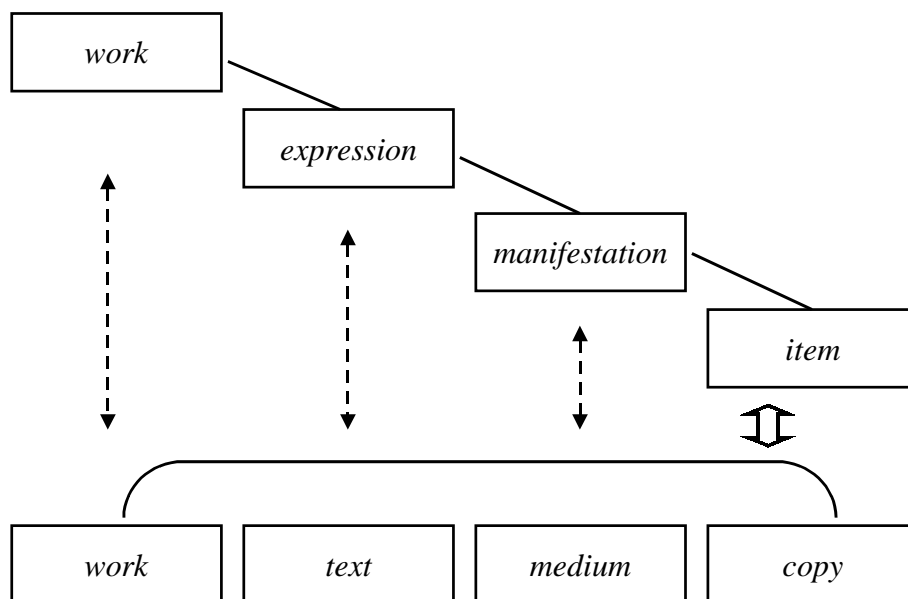 work
expression
manifestation
item
work
text
medium
copy